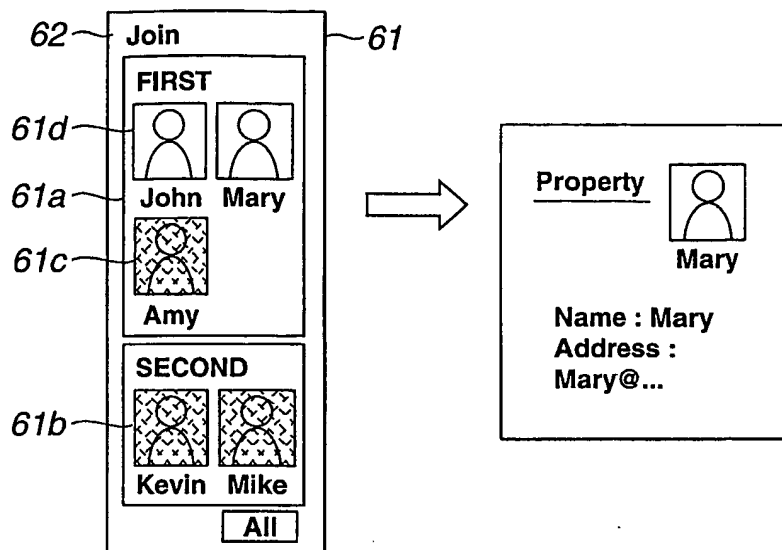 62 Join 61
FIRST
61d
61a John Mary
61c
Amy
SECOND
61b
Kevin Mike
All
Property
Mary
Name : Mary
Address :
Mary@...